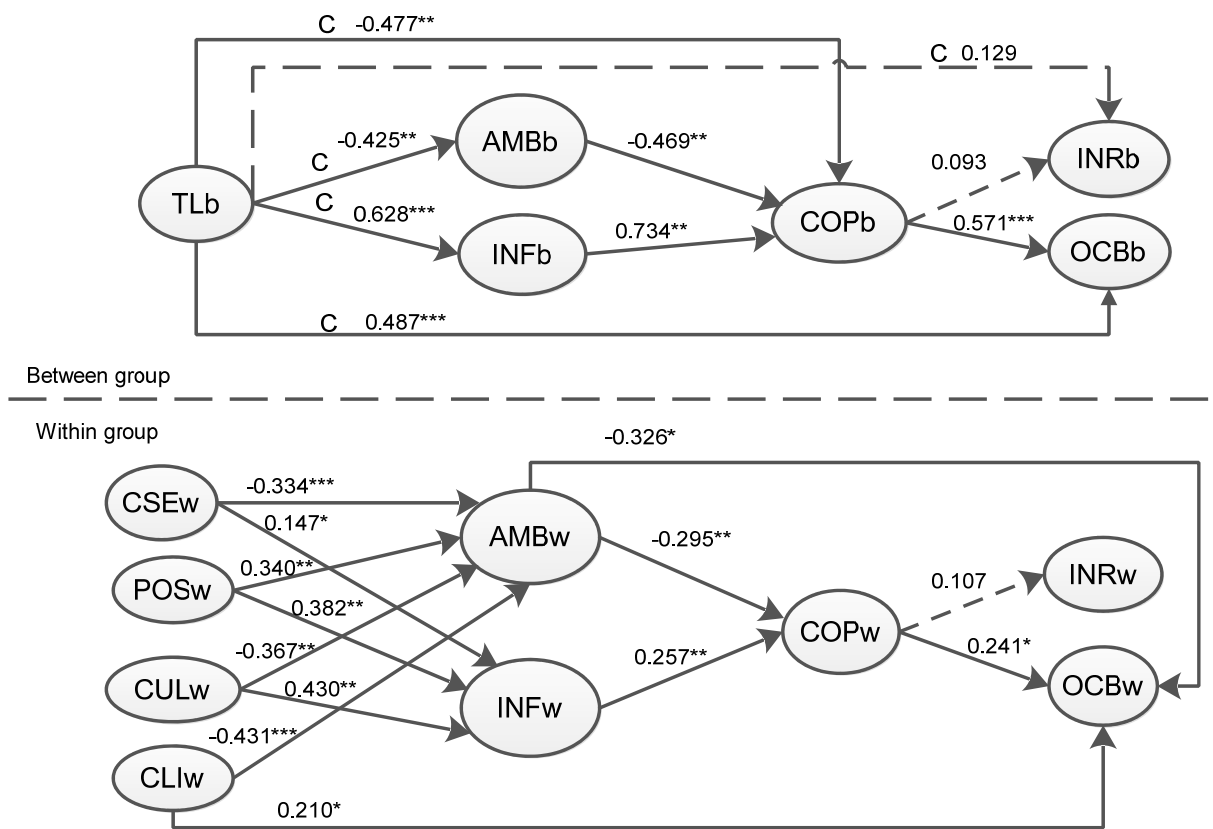 C -0.477**
C 0.129
-0.425**
AMBb
-0.469**
INRb
C
0.093
TLb
C
COPb
0.628***
0.734**
0.571***
INFb
OCBb
C 0.487***
Between group
Within group
-0.326*
CSEw
-0.334***
0.147*
AMBw
-0.295**
POSw
0.340**
0.107
INRw
0.382**
COPw
-0.367**
0.257**
0.241*
CULw
0.430**
INFw
OCBw
-0.431***
CLIw
0.210*